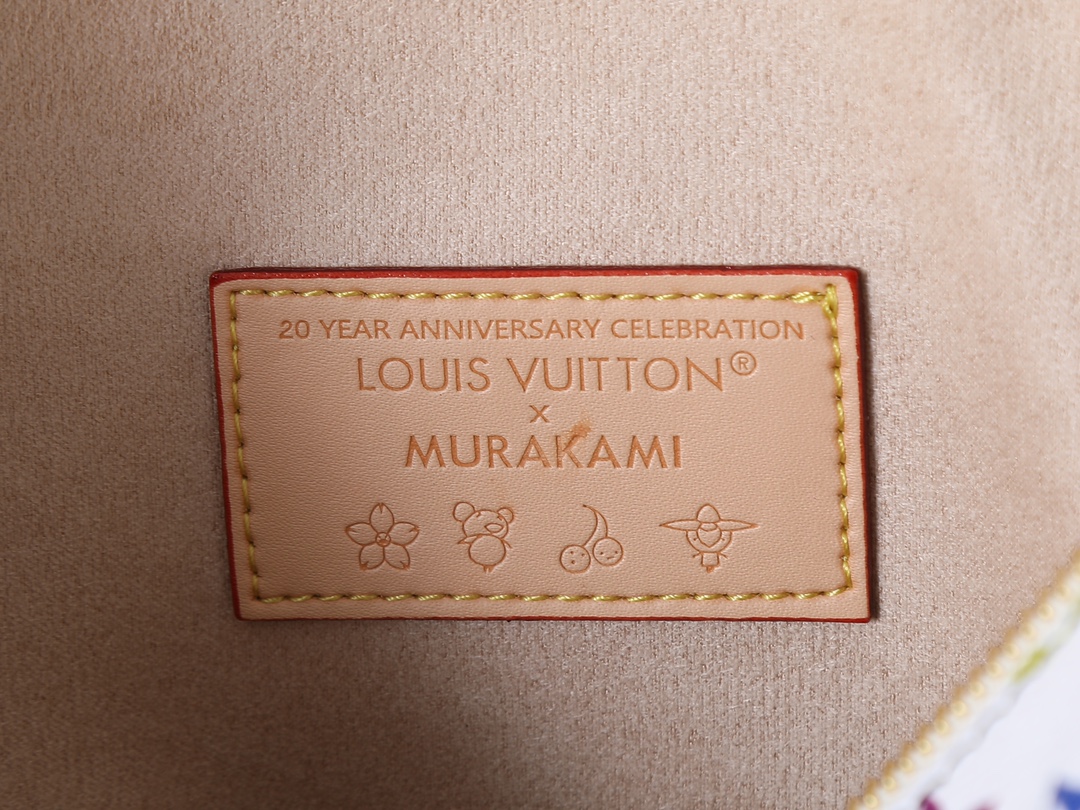 20 YEAR ANNIVERSARY CELEBRATION
LOUIS VUITTON®
x
MURAKAMI